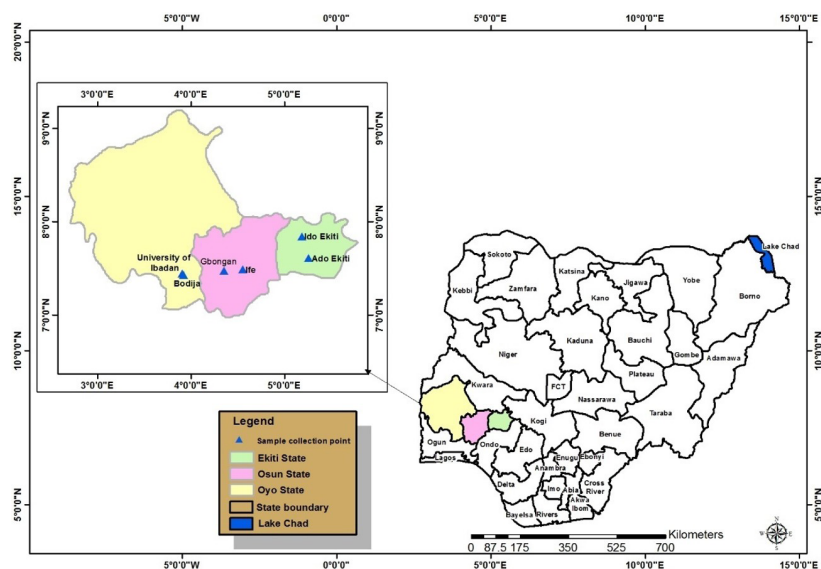 5°0'0"W 0°0'0" 5°0'0"E 10°0'0"E 15°0'0"E
20°0'0"N
15°0'0"N
10°0'0"N
5°0'0"N
20°0'0"N
15°0'0"N
10°0'0"N
5°0'0"N
3°0'0"E 4°0'0"E 5°0'0"E
9°0'0"N
8°0'0"N
7°0'0"N
9°0'0"N
8°0'0"N
7°0'0"N
Ido Ekiti
Ado Ekiti
University of
Ibadan
Bodija
Gbongan
Ife
3°0'0"E 4°0'0"E 5°0'0"E
Lake Chad
Sokoto
Katsina
Jigawa
Yobe
Borno
Kebbi
Zamfara
Kano
Kaduna
Bauchi
Gombe
Adamawa
Niger
Plateau
Kwara
FCT
Nassarawa
Taraba
Kogi
Benue
Ogun
Ondo
Edo
Lagos
Enugu
Ebonyi
Anambra
Delta
Imo
Abia
Cross
River
Akwa
Ibom
Bayelsa
Rivers
Legend
Sample collection point
Ekiti State
Osun State
Oyo State
State boundary
Lake Chad
Kilometers
0 87.5 175 350 525 700
5°0'0"W 0°0'0" 5°0'0"E 10°0'0"E 15°0'0"E